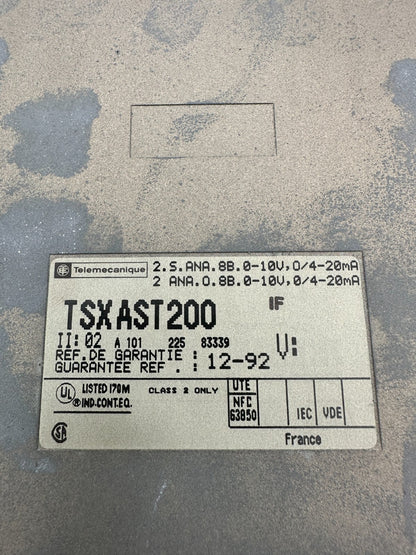 Telemecanique
2.S.ANA.8B.0-10V,0/4-20mA
2 ANA.O.8B.0-10V,0/4-20mA
TSXAST200 IF
II: 02 A 101 225 83339
REF.DE GARANTIE : 12-92 V:
GUARANTEE REF .
UL LISTED 170M CLASS 2 ONLY
® IND.CONT.EQ.
UTE
NFC
63850 IEC VDE
France